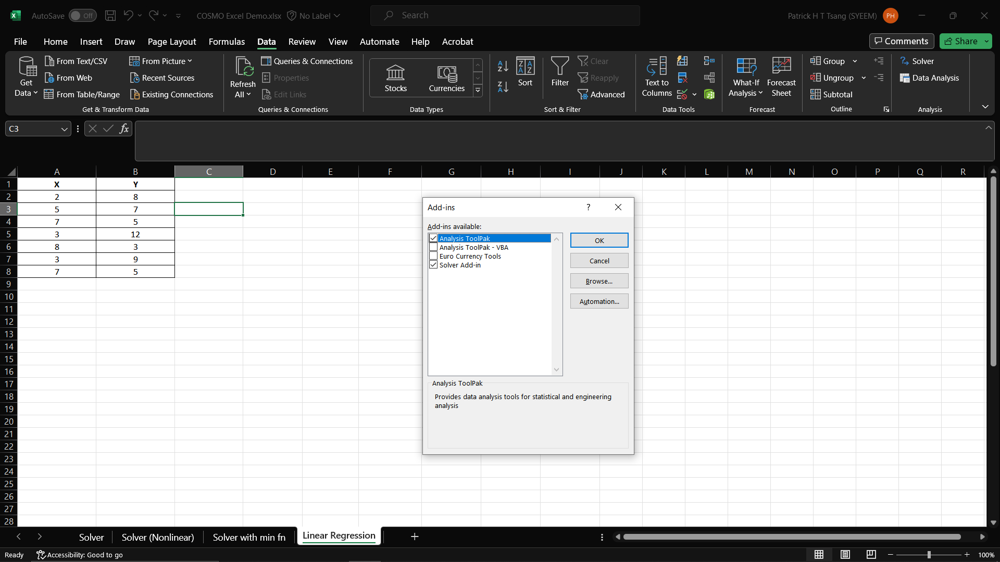 AutoSave Off COSMO Excel Demo.xlsx No Label Search Patrick H T Tsang (SYEEM) PH
File Home Insert Draw Page Layout Formulas Data Review View Automate Help Acrobat Comments Share
Get Data
From Text/CSV
From Web
From Table/Range
From Picture
Recent Sources
Existing Connections
Get & Transform Data
Refresh All
Queries & Connections
Properties
Edit Links
Queries & Connections
Stocks
Currencies
Data Types
Sort
Filter
Clear
Reapply
Advanced
Sort & Filter
Text to Columns
Data Tools
What-If Analysis
Forecast Sheet
Forecast
Group
Ungroup
Subtotal
Outline
Solver
Data Analysis
Analysis
C3 fx
A B C D E F G H I J K L M N O P Q R
1 X Y
2 2 8
3 5 7
4 7 5
5 3 12
6 8 3
7 3 9
8 7 5
9
10
11
12
13
14
15
16
17
18
19
20
21
22
23
24
25
26
27
28
Add-ins ?
Add-ins available:
Analysis ToolPak
Analysis ToolPak - VBA
Euro Currency Tools
Solver Add-in
OK
Cancel
Browse...
Automation...
Analysis ToolPak
Provides data analysis tools for statistical and engineering
analysis
Solver Solver (Nonlinear) Solver with min fn Linear Regression
Ready Accessibility: Good to go 100%